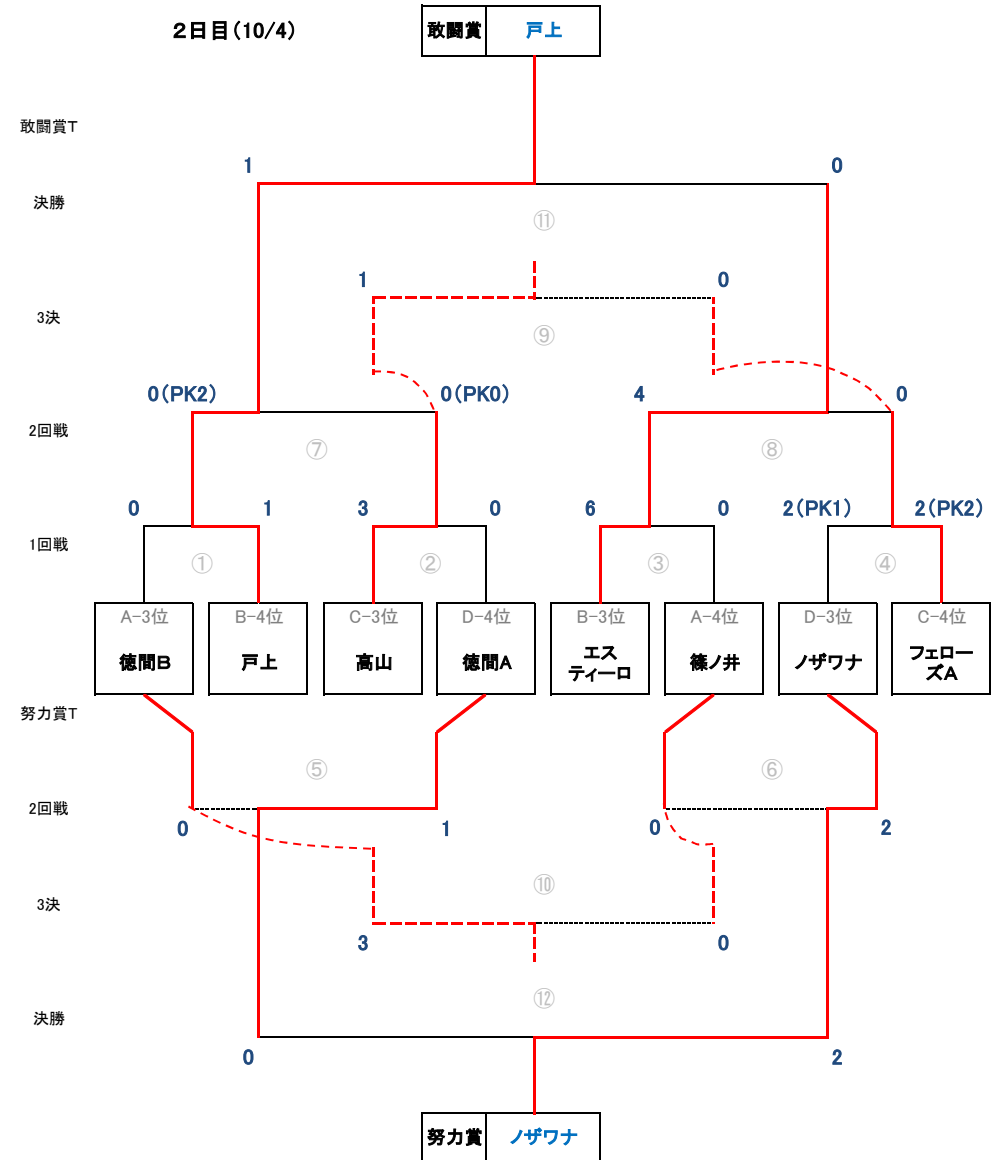 ２日目（10/4）
敢闘賞 戸上
敢闘賞Ｔ
1 0
決勝
⑪
1 0
3決
⑨
0（PK2） 0（PK0） 4 0
2回戦
⑦ ⑧
0 1 3 0 6 0 2（PK1） 2（PK2）
1回戦
① ② ③ ④
A−3位 B−4位 C−3位 D−4位 B−3位 A−4位 D−3位 C−4位
徳間Ｂ 戸上 高山 徳間Ａ エス 篠ノ井 ノザワナ フェロー
ティーロ ズＡ
努力賞Ｔ
⑤ ⑥
2回戦
0 1 0 2
3決
⑩
3 0
⑫
決勝
0 2
努力賞 ノザワナ